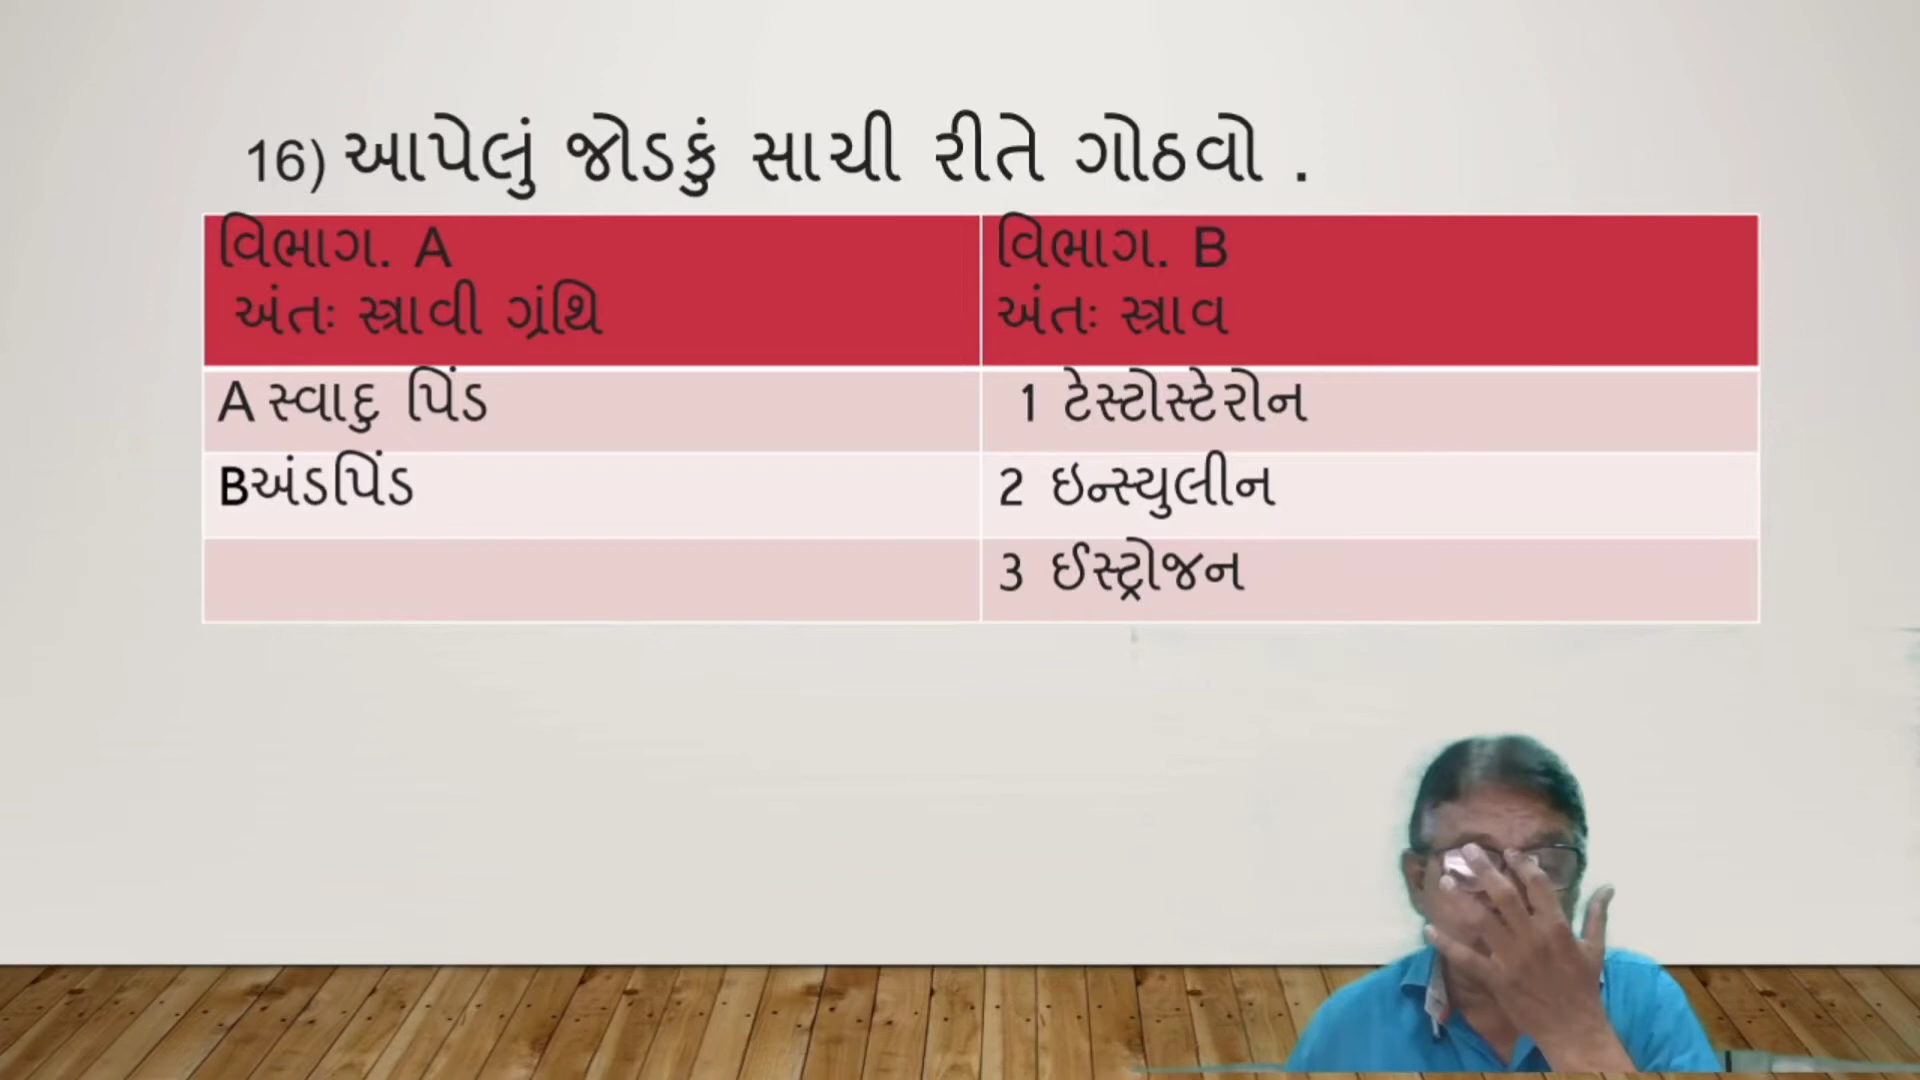 16) આપેલું જોડકું સાચી રીતે ગોઠવો .
વિભાગ. A
અંતઃ સ્ત્રાવી ગ્રંથિ
વિભાગ. B
અંતઃ સ્ત્રાવ
A સ્વાદુ પિંડ
1 ટેસ્ટોસ્ટેરોન
Bઅંડપિંડ
2 ઇન્સ્યુલીન
3 ઈસ્ટ્રોજન